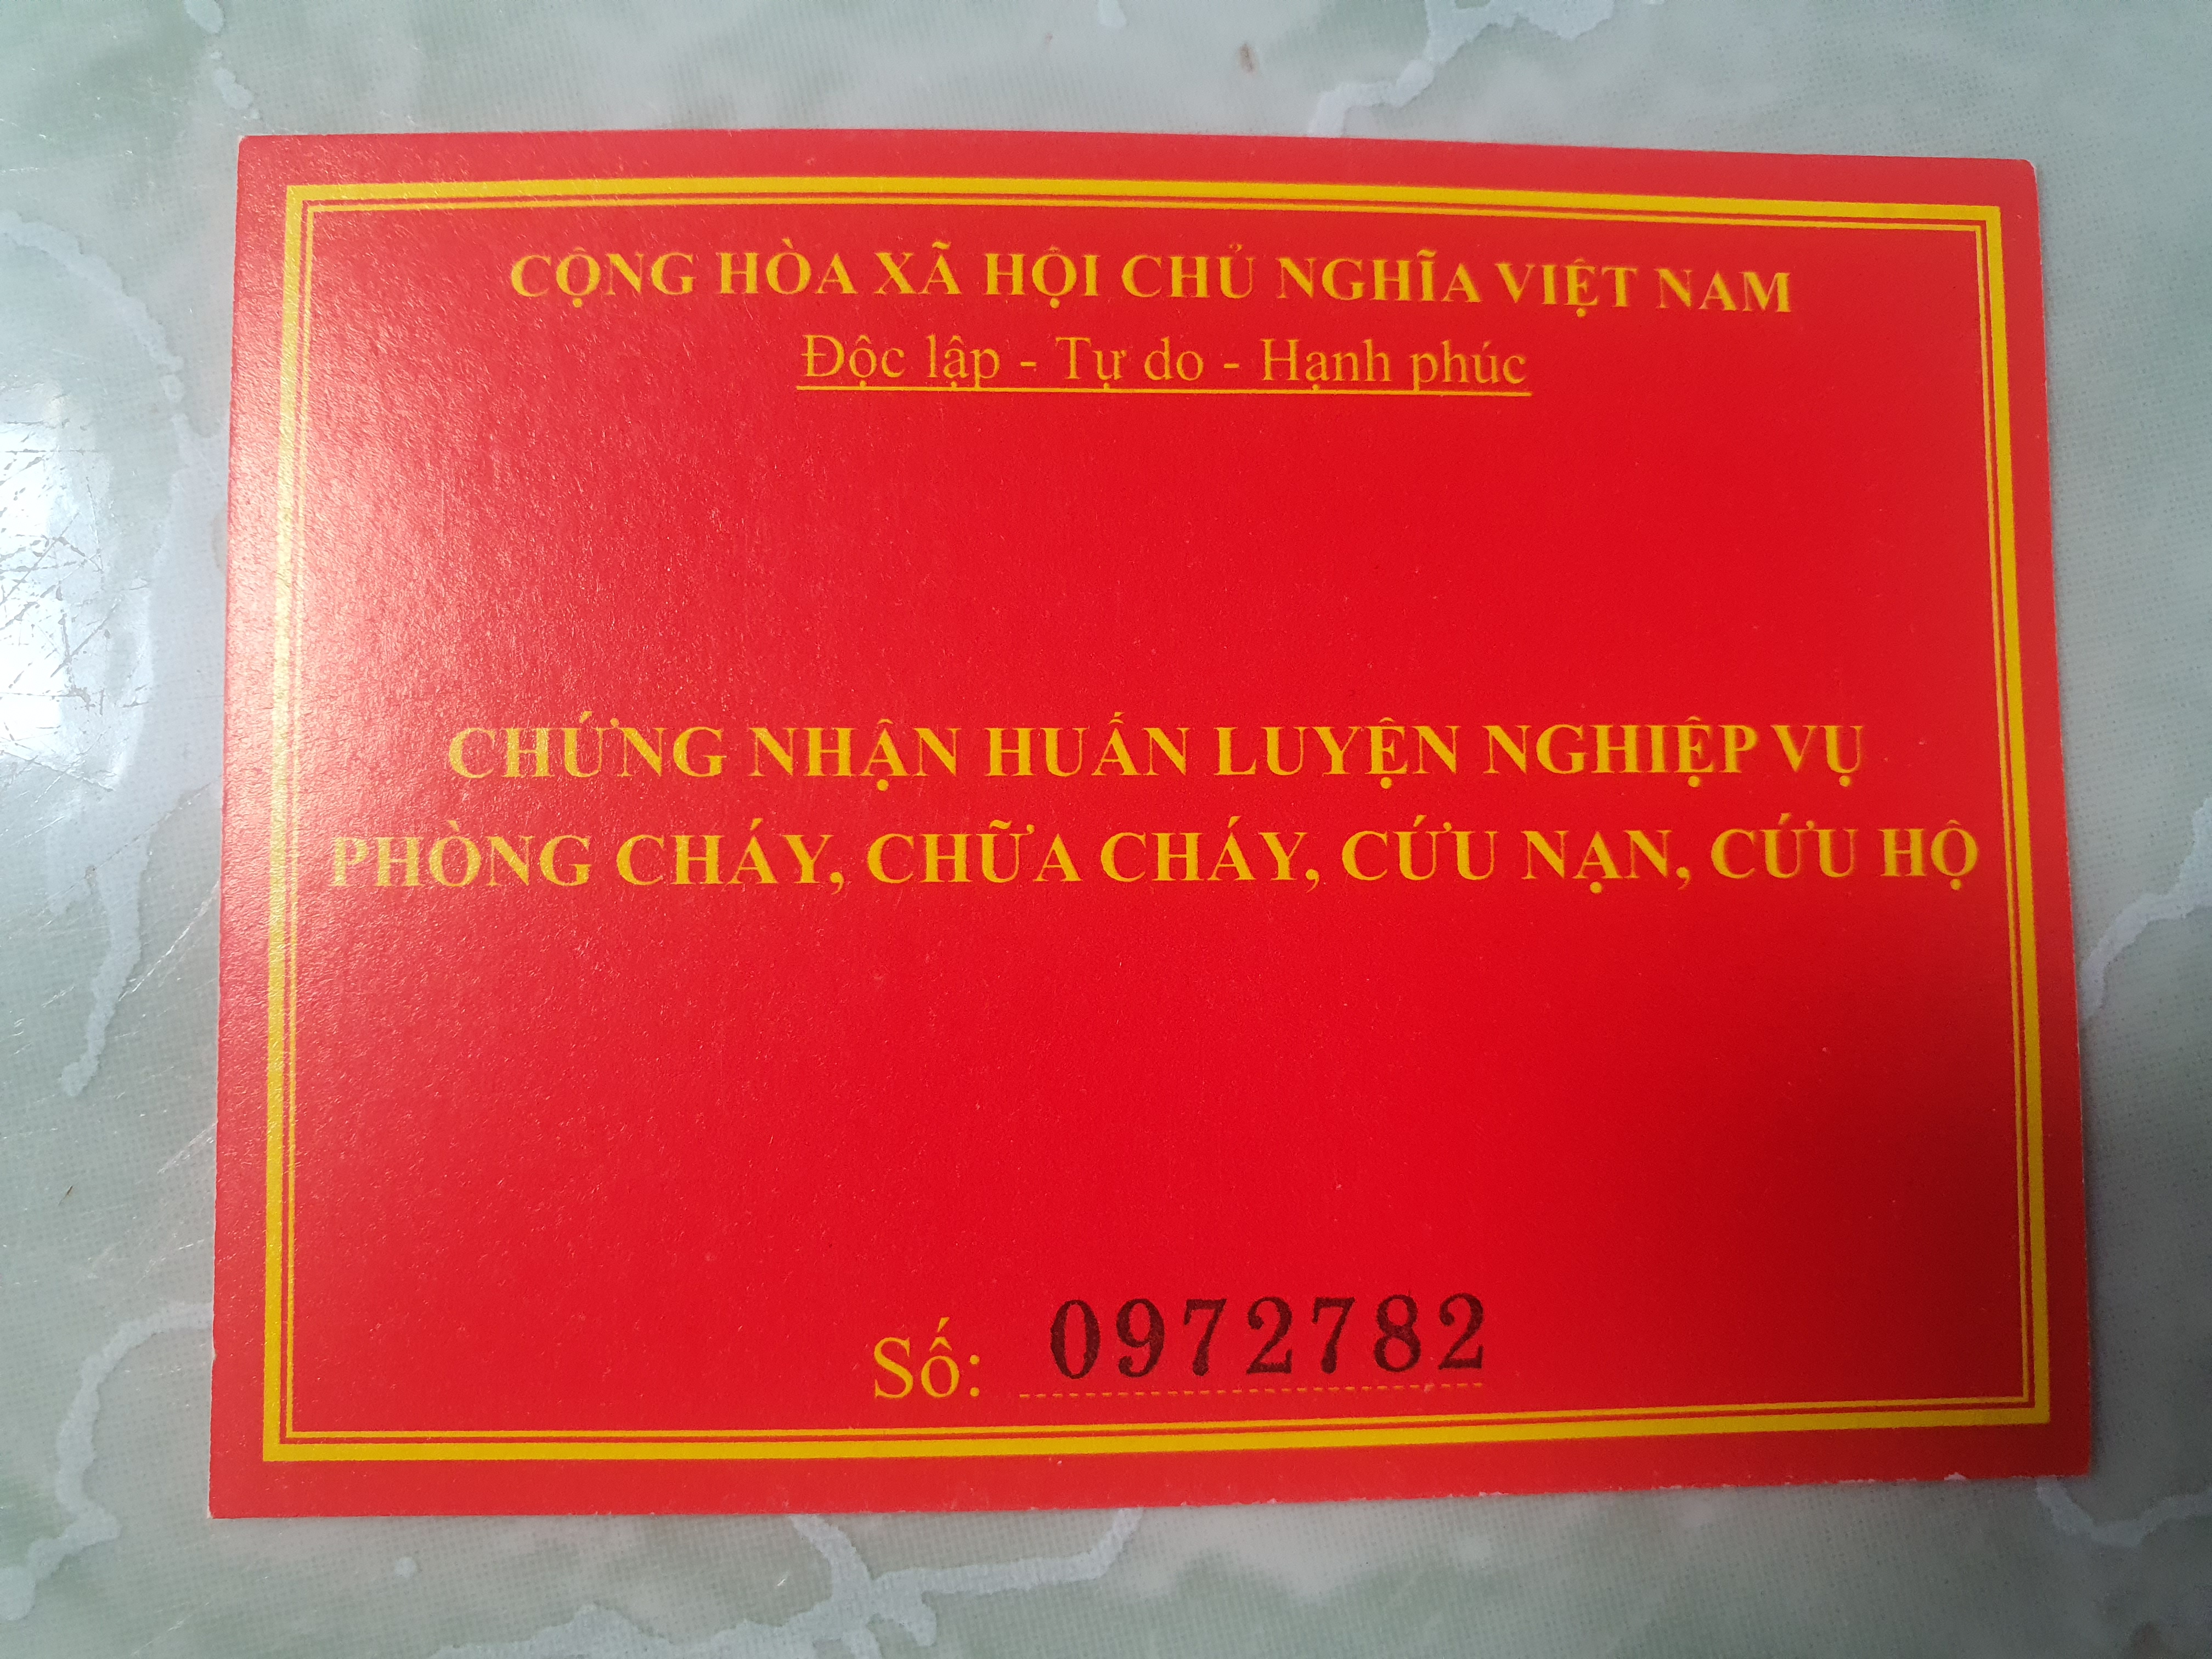 CỘNG HÒA XÃ HỘI CHỦ NGHĨA VIỆT NAM
Độc lập - Tự do - Hạnh phúc
CHỨNG NHẬN HUẤN LUYỆN NGHIỆP VỤ
PHÒNG CHÁY, CHỮA CHÁY, CỨU NẠN, CỨU HỘ
Số: 0972782